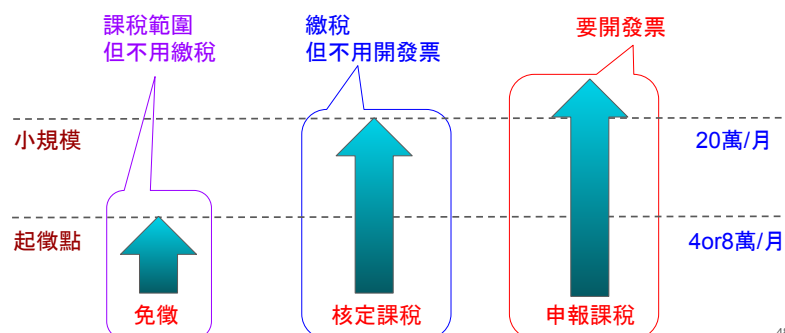 課稅範圍
但不用繳稅
繳稅
但不用開發票
要開發票
小規模
20萬/月
起徵點
4or8萬/月
免徵
核定課稅
申報課稅